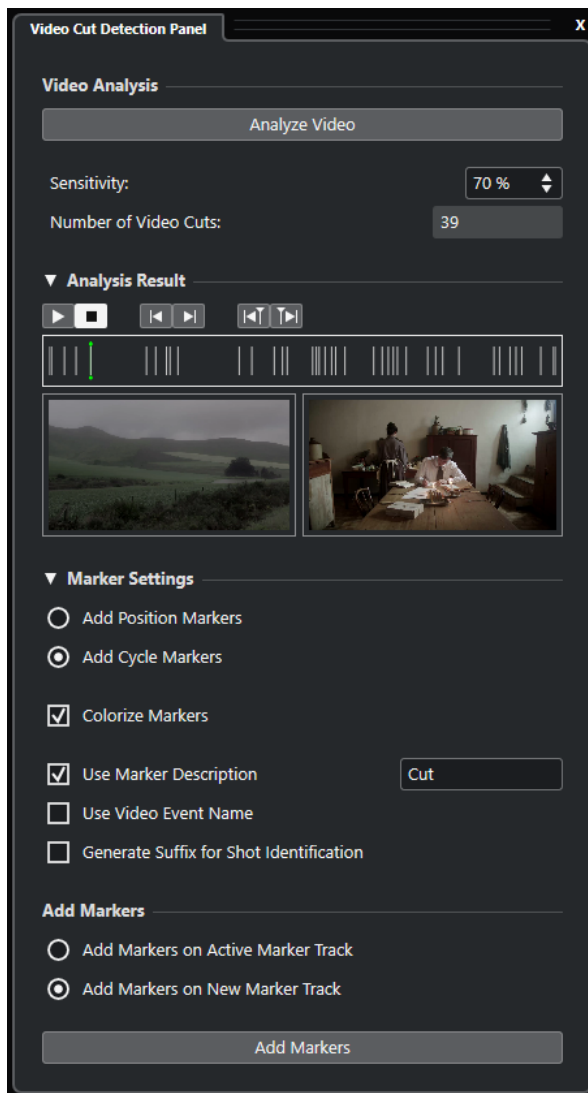 Video Cut Detection Panel
X
Video Analysis
Analyze Video
Sensitivity:
70 %
Number of Video Cuts:
39
Analysis Result
Marker Settings
Add Position Markers
Add Cycle Markers
Colorize Markers
Use Marker Description
Cut
Use Video Event Name
Generate Suffix for Shot Identification
Add Markers
Add Markers on Active Marker Track
Add Markers on New Marker Track
Add Markers